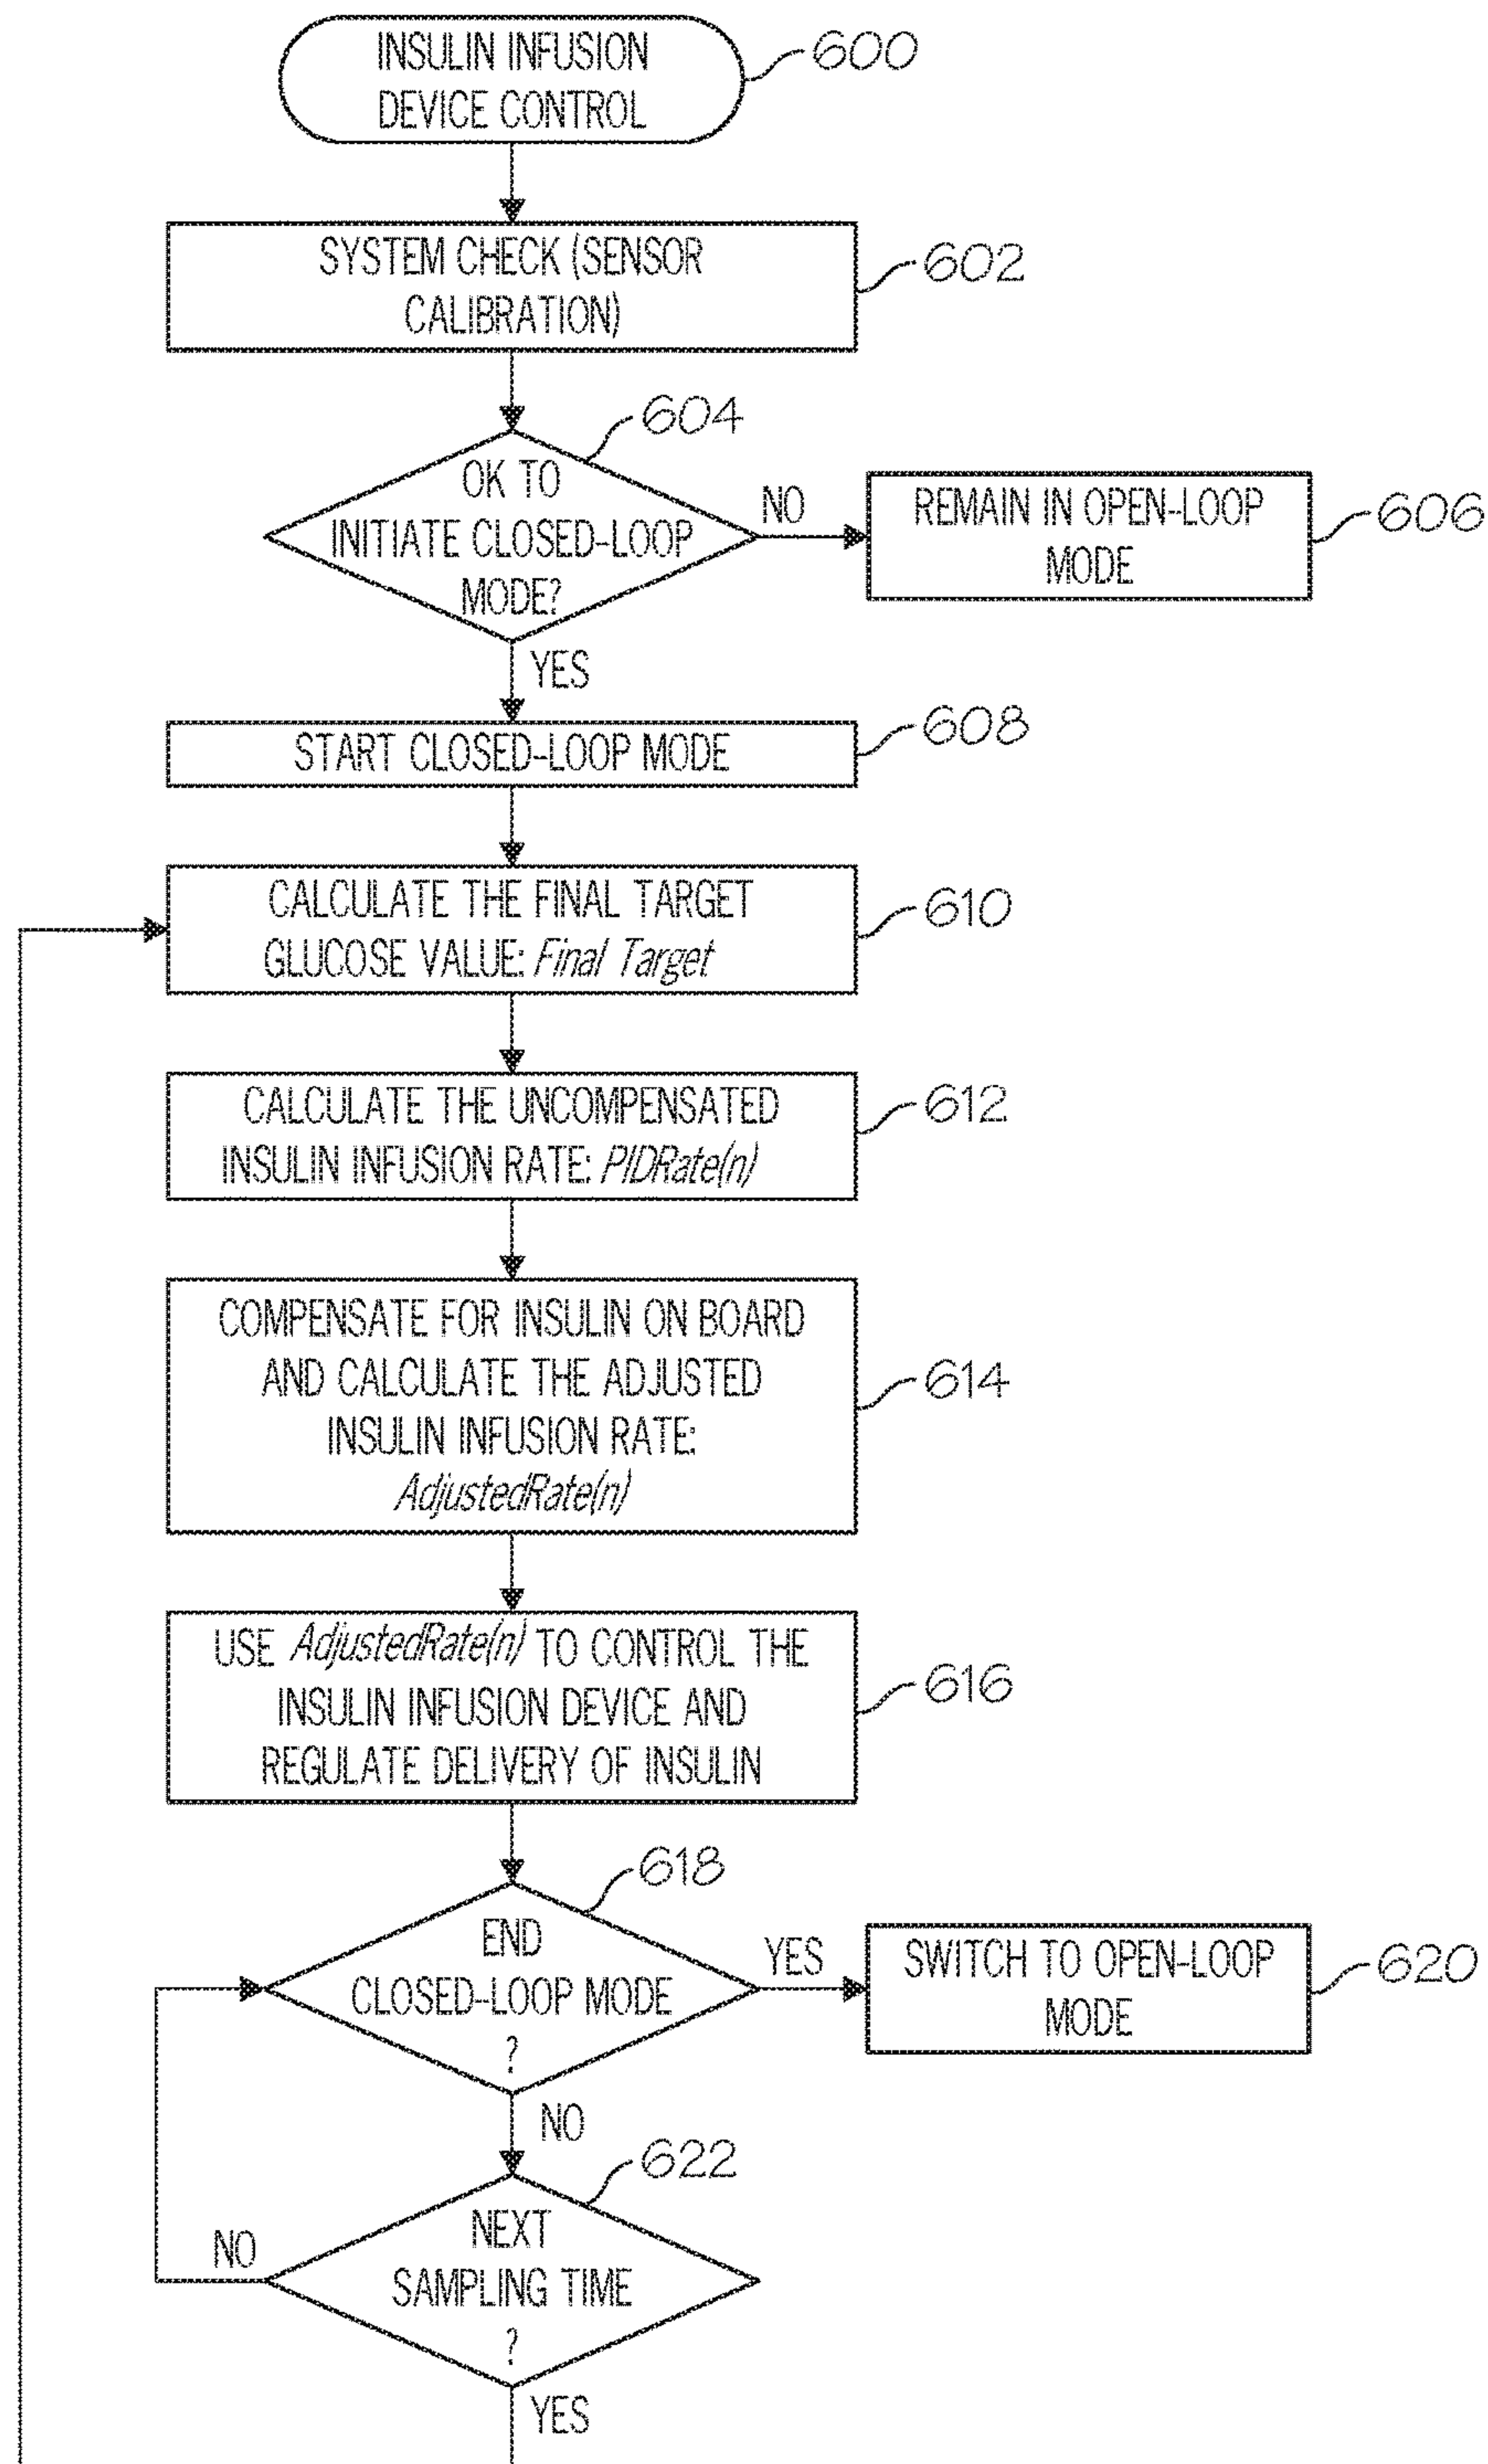 INSULIN INFUSION
DEVICE CONTROL
600
SYSTEM CHECK (SENSOR
CALIBRATION)
602
604
OK TO
INITIATE CLOSED-LOOP
MODE?
NO
REMAIN IN OPEN-LOOP
MODE
606
YES
START CLOSED-LOOP MODE
608
CALCULATE THE FINAL TARGET
GLUCOSE VALUE: Final Target
610
CALCULATE THE UNCOMPENSATED
INSULIN INFUSION RATE: PIDRate(n)
612
COMPENSATE FOR INSULIN ON BOARD
AND CALCULATE THE ADJUSTED
INSULIN INFUSION RATE:
AdjustedRate(n)
614
USE AdjustedRate(n) TO CONTROL THE
INSULIN INFUSION DEVICE AND
REGULATE DELIVERY OF INSULIN
616
618
END
CLOSED-LOOP MODE
?
YES
SWITCH TO OPEN-LOOP
MODE
620
NO
622
NEXT
SAMPLING TIME
?
NO
YES